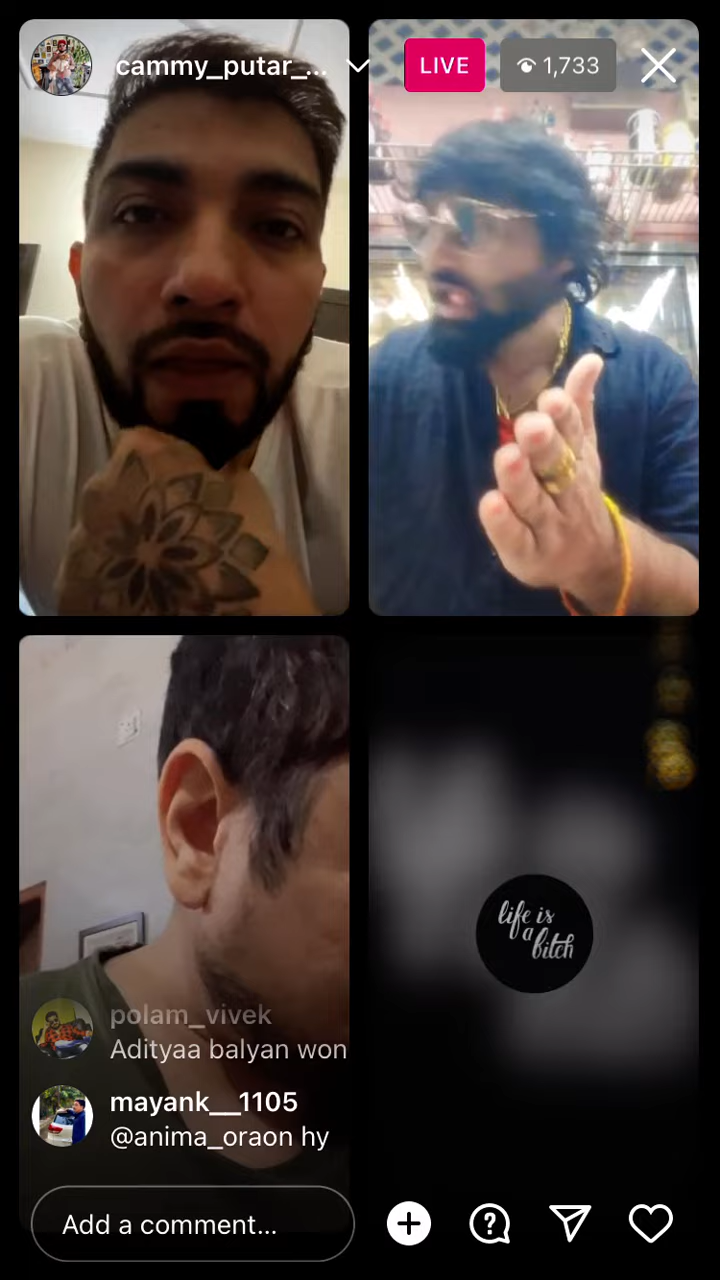 cammy_putar_...
LIVE
1,733
life is
a
bitch
polam_vivek
Adityaa balyan won
mayank__1105
@anima_oraon hy
Add a comment...